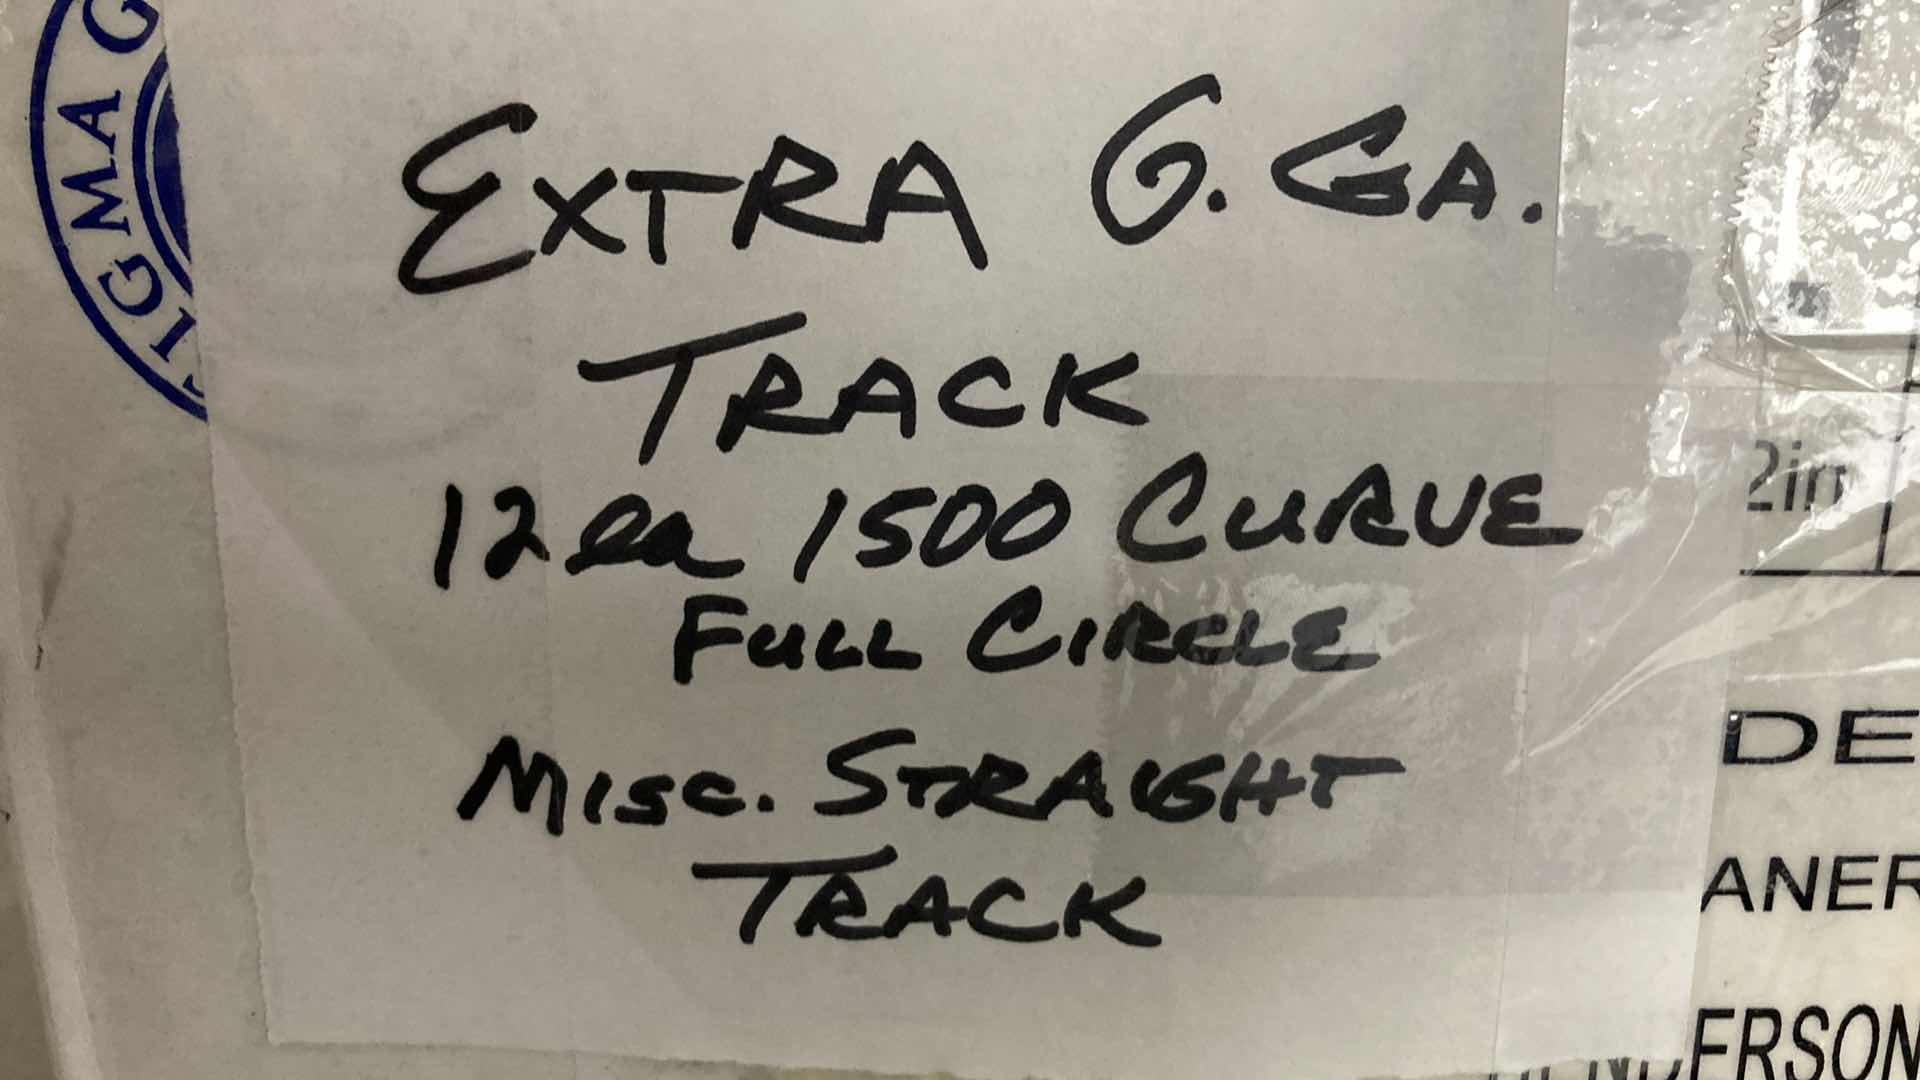 SIGMA G
EXTRA G. GA.
TRACK
12 ea 1500 CURVE
FULL CIRCLE
MISC. STRAIGHT
TRACK
2in
DE
ANER
ERSON